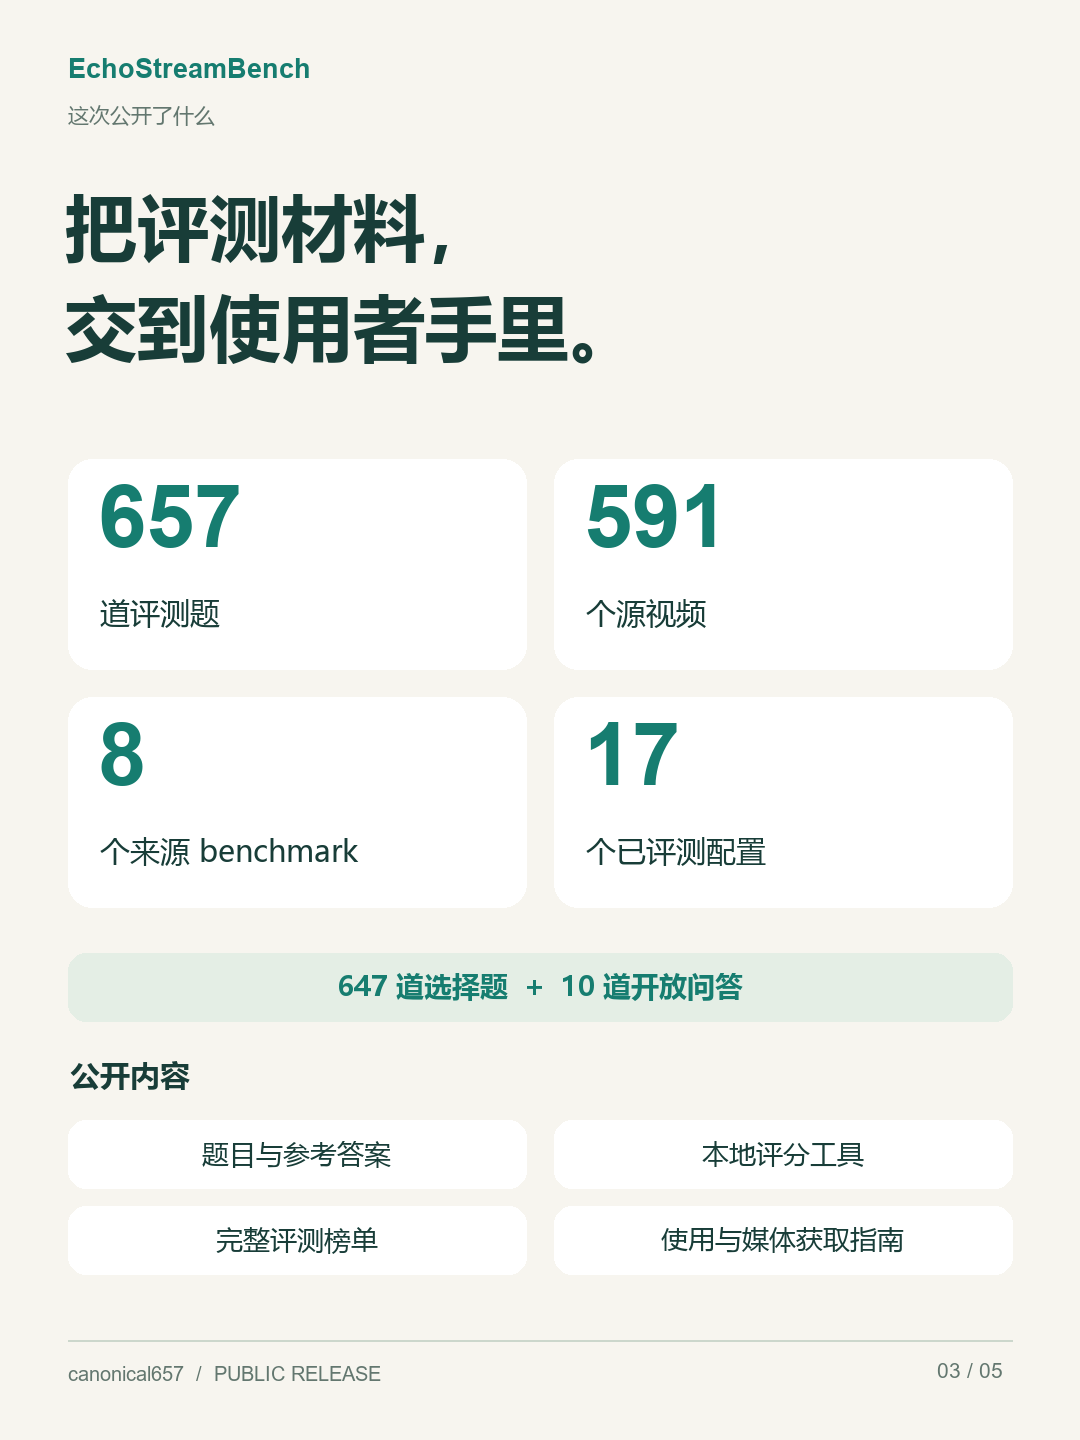 EchoStreamBench
这次公开了什么
把评测材料，
交到使用者手里。
657
道评测题
591
个源视频
8
个来源 benchmark
17
个已评测配置
647 道选择题 + 10 道开放问答
公开内容
题目与参考答案
本地评分工具
完整评测榜单
使用与媒体获取指南
canonical657 / PUBLIC RELEASE
03 / 05